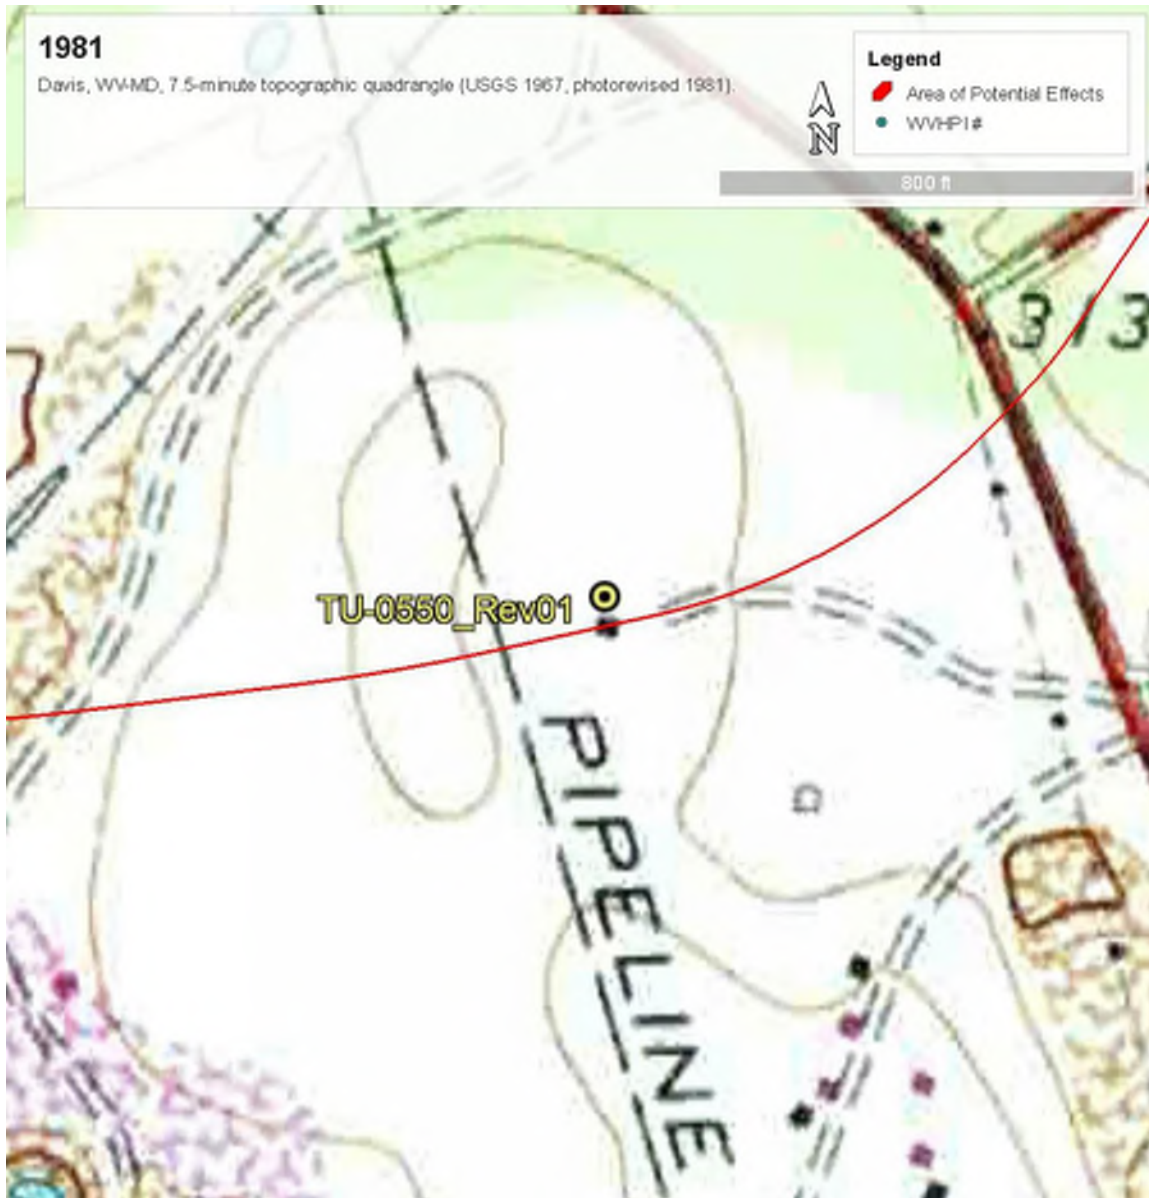 1981
Davis, WV-MD, 7.5-minute topographic quadrangle (USGS 1967, photorevised 1981).
Legend
Area of Potential Effects
WVHPI #
N
800 ft
313
TU-0550_Rev01
PIPELINE